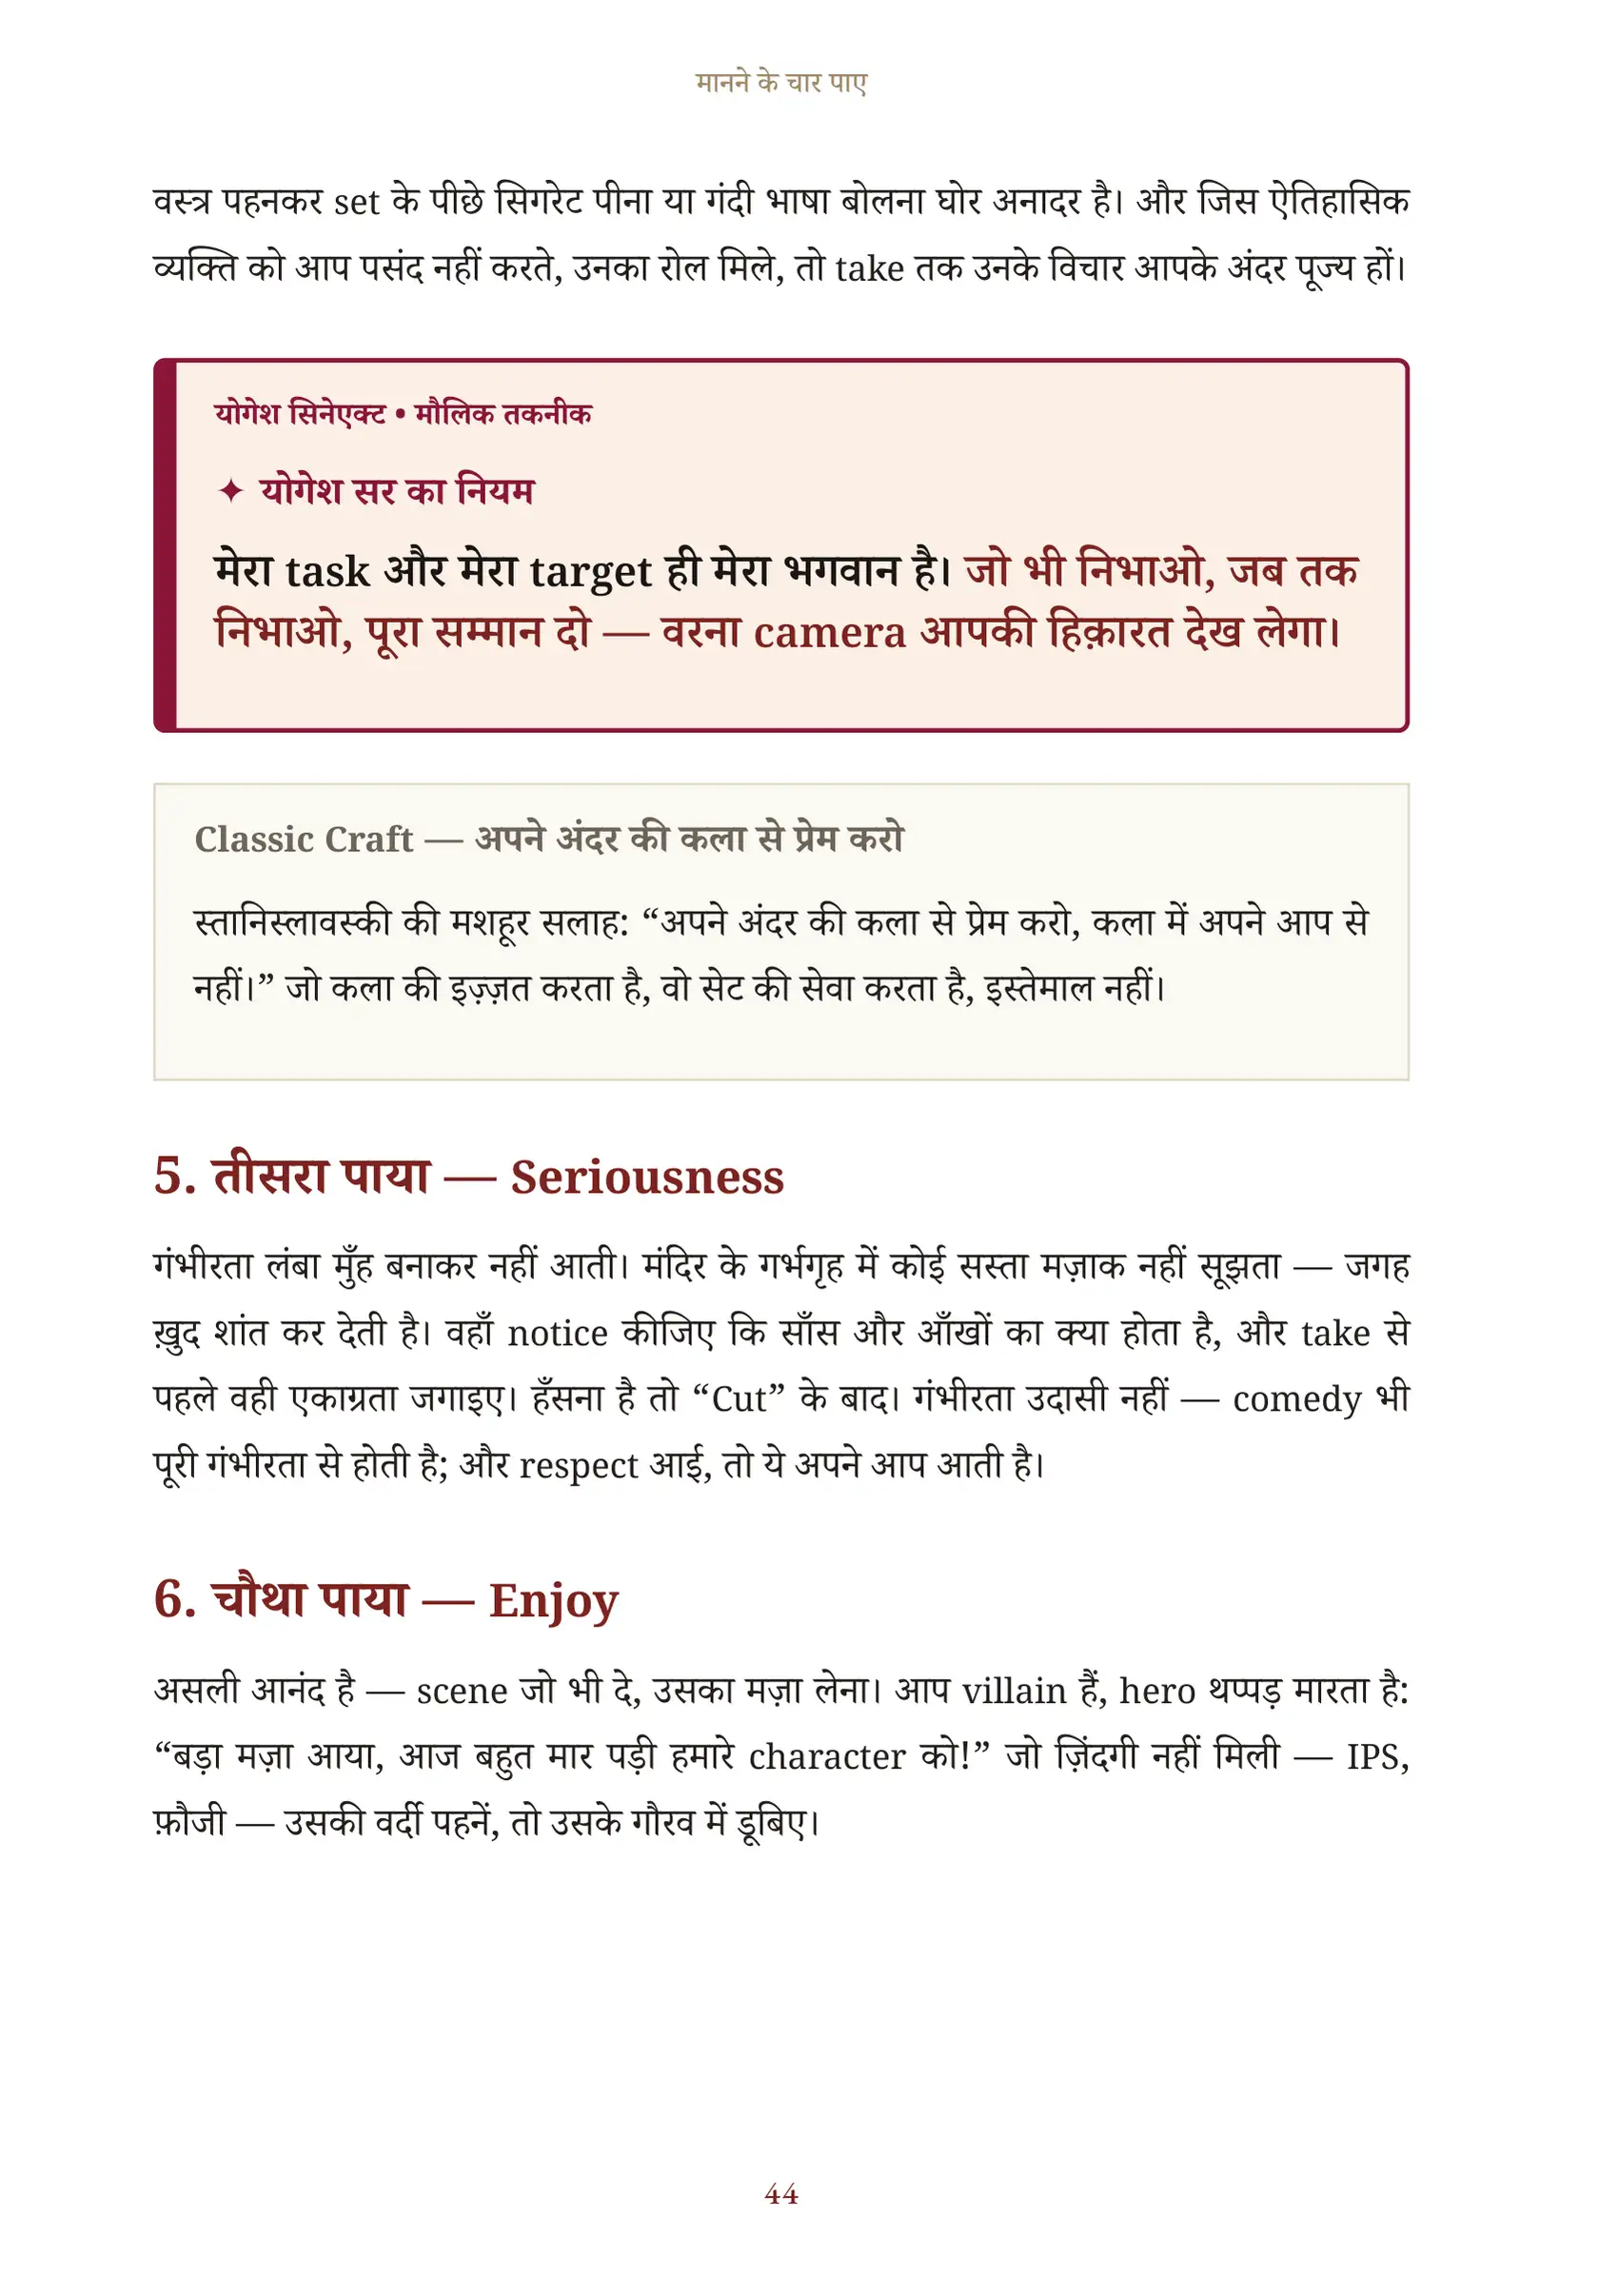 मानने के चार पाए
वस्त्र पहनकर set के पीछे सिगरेट पीना या गंदी भाषा बोलना घोर अनादर है। और जिस ऐतिहासिक
व्यक्ति को आप पसंद नहीं करते, उनका रोल मिले, तो take तक उनके विचार आपके अंदर पूज्य हों।
योगेश सिनेएक्ट • मौलिक तकनीक
✦ योगेश सर का नियम
मेरा task और मेरा target ही मेरा भगवान है। जो भी निभाओ, जब तक
निभाओ, पूरा सम्मान दो — वरना camera आपकी हिक़ारत देख लेगा।
Classic Craft — अपने अंदर की कला से प्रेम करो
स्तानिस्लावस्की की मशहूर सलाह: “अपने अंदर की कला से प्रेम करो, कला में अपने आप से
नहीं।” जो कला की इज़्ज़त करता है, वो सेट की सेवा करता है, इस्तेमाल नहीं।
5. तीसरा पाया — Seriousness
गंभीरता लंबा मुँह बनाकर नहीं आती। मंदिर के गर्भगृह में कोई सस्ता मज़ाक नहीं सूझता — जगह
ख़ुद शांत कर देती है। वहाँ notice कीजिए कि साँस और आँखों का क्या होता है, और take से
पहले वही एकाग्रता जगाइए। हँसना है तो “Cut” के बाद। गंभीरता उदासी नहीं — comedy भी
पूरी गंभीरता से होती है; और respect आई, तो ये अपने आप आती है।
6. चौथा पाया — Enjoy
असली आनंद है — scene जो भी दे, उसका मज़ा लेना। आप villain हैं, hero थप्पड़ मारता है:
“बड़ा मज़ा आया, आज बहुत मार पड़ी हमारे character को!” जो ज़िंदगी नहीं मिली — IPS,
फ़ौजी — उसकी वर्दी पहनें, तो उसके गौरव में डूबिए।
44